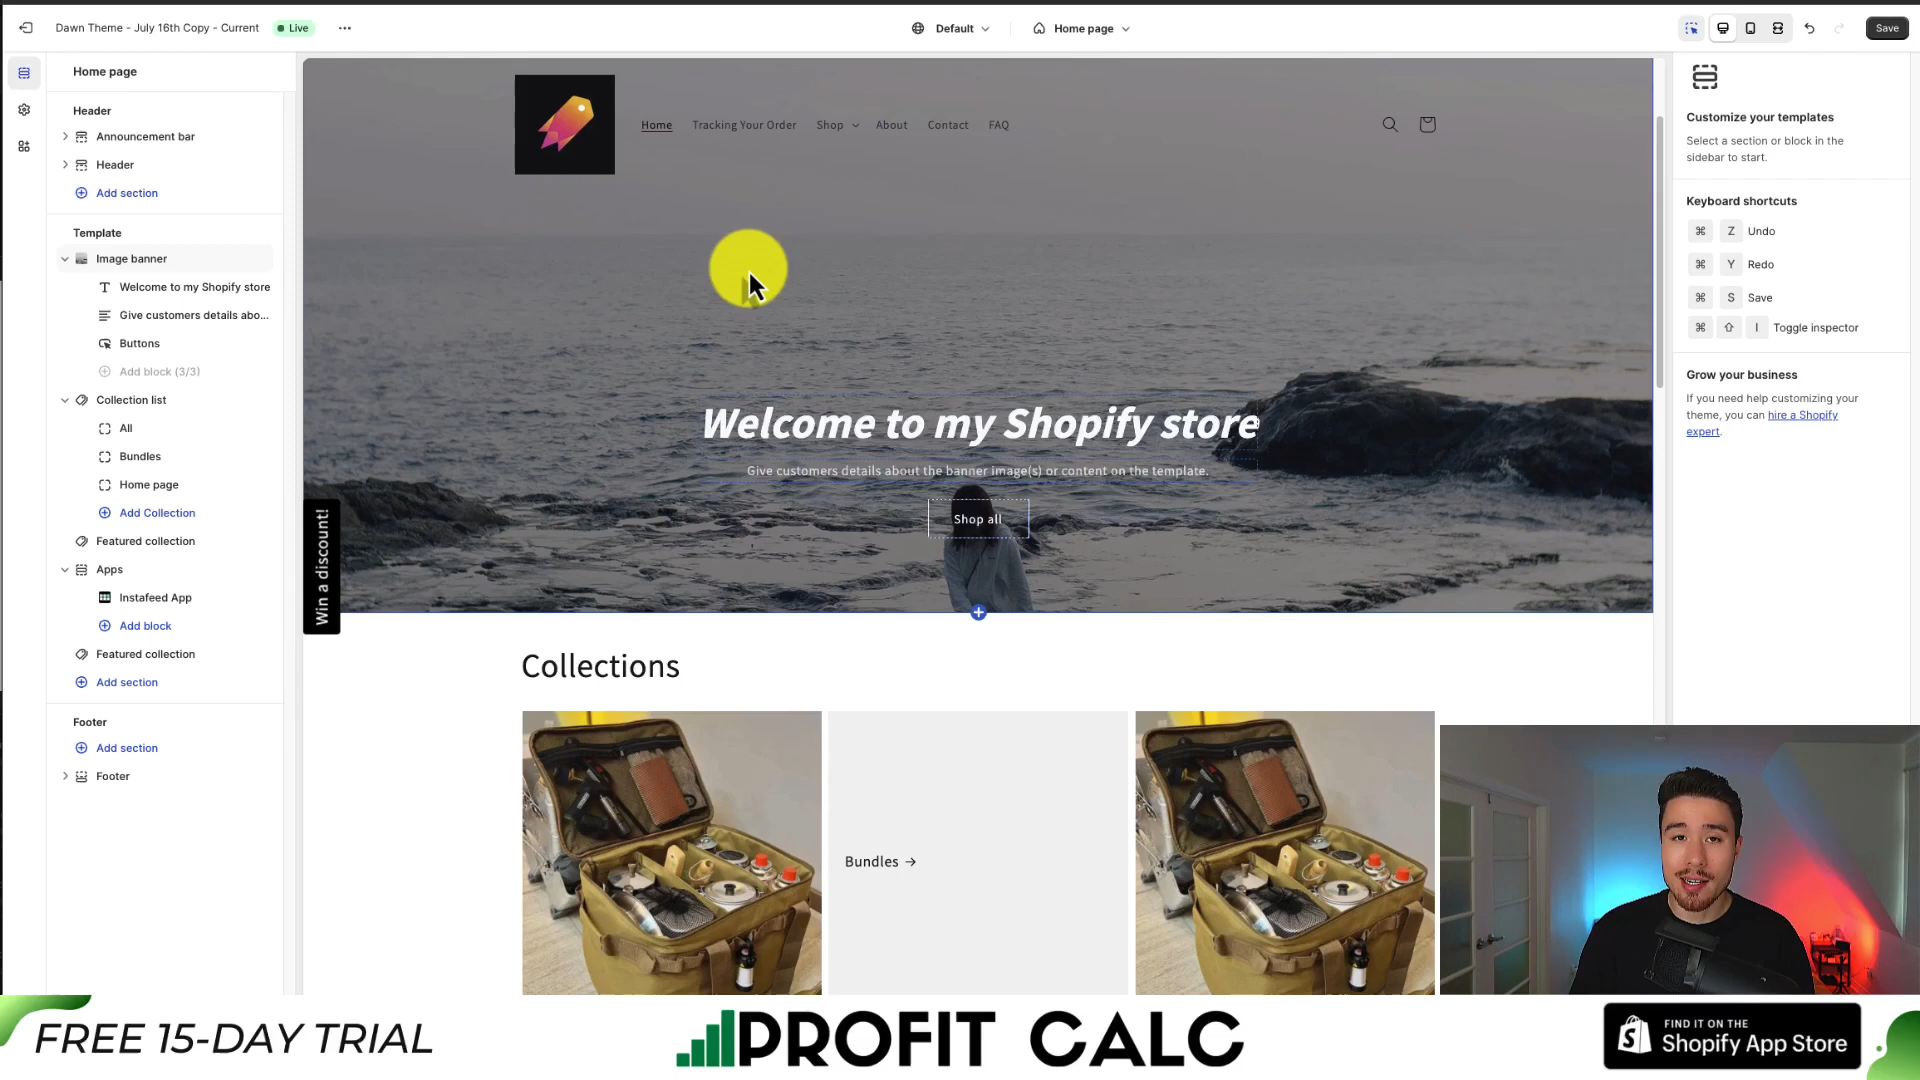 Dawn Theme - July 16th Copy - Current
Live
Default
Home page
Save
Home page
Header
Announcement bar
Header
Add section
Template
Image banner
Welcome to my Shopify store
Give customers details abo...
Buttons
Add block (3/3)
Collection list
All
Bundles
Home page
Add Collection
Featured collection
Apps
Instafeed App
Add block
Featured collection
Add section
Footer
Add section
Footer
Home
Tracking Your Order
Shop
About
Contact
FAQ
Welcome to my Shopify store
Give customers details about the banner image(s) or content on the template.
Shop all
Win a discount!
Collections
Bundles →
Customize your templates
Select a section or block in the
sidebar to start.
Keyboard shortcuts
⌘ Z Undo
⌘ Y Redo
⌘ S Save
⌘ ⇧ I Toggle inspector
Grow your business
If you need help customizing your
theme, you can hire a Shopify
expert.
FREE 15-DAY TRIAL
PROFIT CALC
FIND IT ON THE
Shopify App Store